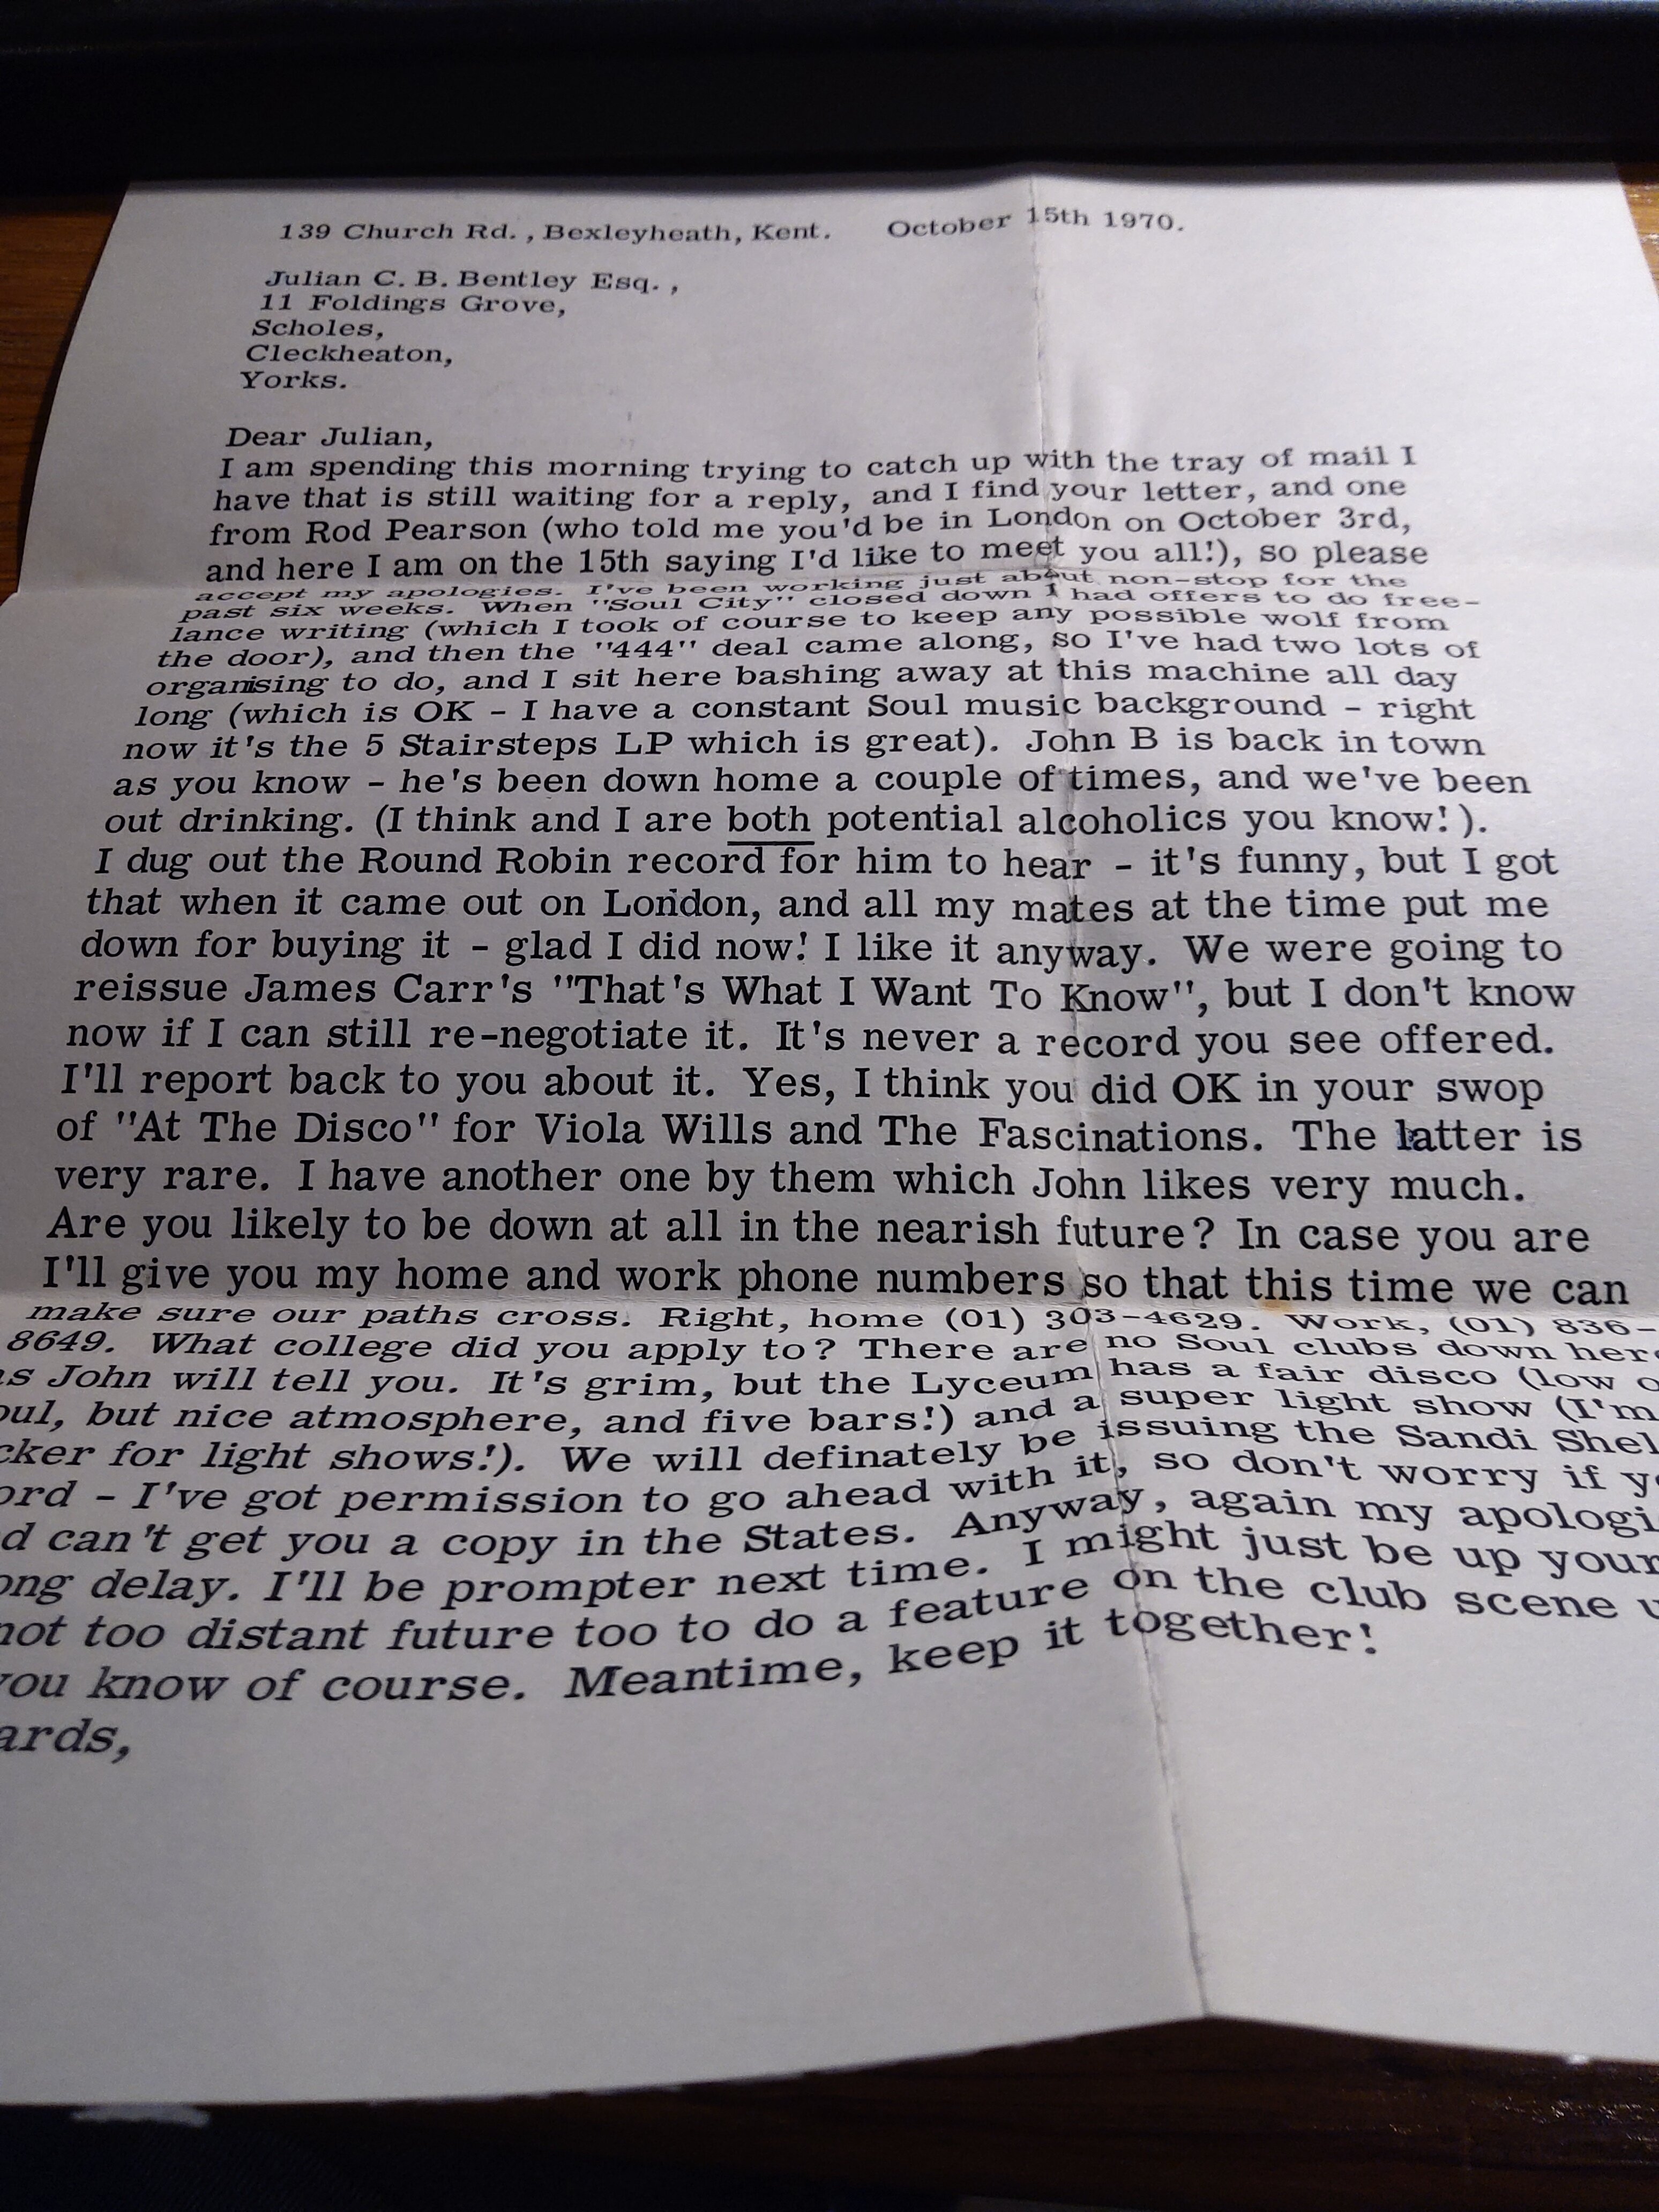 139 Church Rd., Bexleyheath, Kent. October 15th 1970.
Julian C. B. Bentley Esq.,
11 Foldings Grove,
Scholes,
Cleckheaton,
Yorks.
Dear Julian,
I am spending this morning trying to catch up with the tray of mail I
have that is still waiting for a reply, and I find your letter, and one
from Rod Pearson (who told me you'd be in London on October 3rd,
and here I am on the 15th saying I'd like to meet you all!), so please
accept my apologies. I've been working just about non-stop for the
past six weeks. When "Soul City" closed down I had offers to do free-
lance writing (which I took of course to keep any possible wolf from
the door), and then the "444" deal came along, so I've had two lots of
organising to do, and I sit here bashing away at this machine all day
long (which is OK - I have a constant Soul music background - right
now it's the 5 Stairsteps LP which is great). John B is back in town
as you know - he's been down home a couple of times, and we've been
out drinking. (I think and I are both potential alcoholics you know!).
I dug out the Round Robin record for him to hear - it's funny, but I got
that when it came out on London, and all my mates at the time put me
down for buying it - glad I did now! I like it anyway. We were going to
reissue James Carr's "That's What I Want To Know", but I don't know
now if I can still re-negotiate it. It's never a record you see offered.
I'll report back to you about it. Yes, I think you did OK in your swop
of "At The Disco" for Viola Wills and The Fascinations. The latter is
very rare. I have another one by them which John likes very much.
Are you likely to be down at all in the nearish future? In case you are
I'll give you my home and work phone numbers so that this time we can
make sure our paths cross. Right, home (01) 303-4629. Work, (01) 836-
8649. What college did you apply to? There are no Soul clubs down here
as John will tell you. It's grim, but the Lyceum has a fair disco (low o
oul, but nice atmosphere, and five bars!) and a super light show (I'm
cker for light shows!). We will definately be issuing the Sandi Shel
ord - I've got permission to go ahead with it, so don't worry if y
d can't get you a copy in the States. Anyway, again my apologi
ong delay. I'll be prompter next time. I might just be up your
not too distant future too to do a feature on the club scene u
you know of course. Meantime, keep it together!
ards,